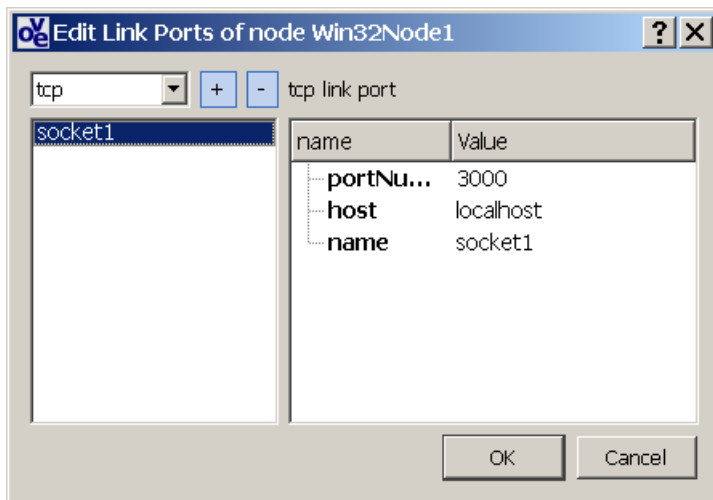 OVe Edit Link Ports of node Win32Node1 ? X
tcp + - tcp link port
socket1
name Value
portNu... 3000
host localhost
name socket1
OK Cancel